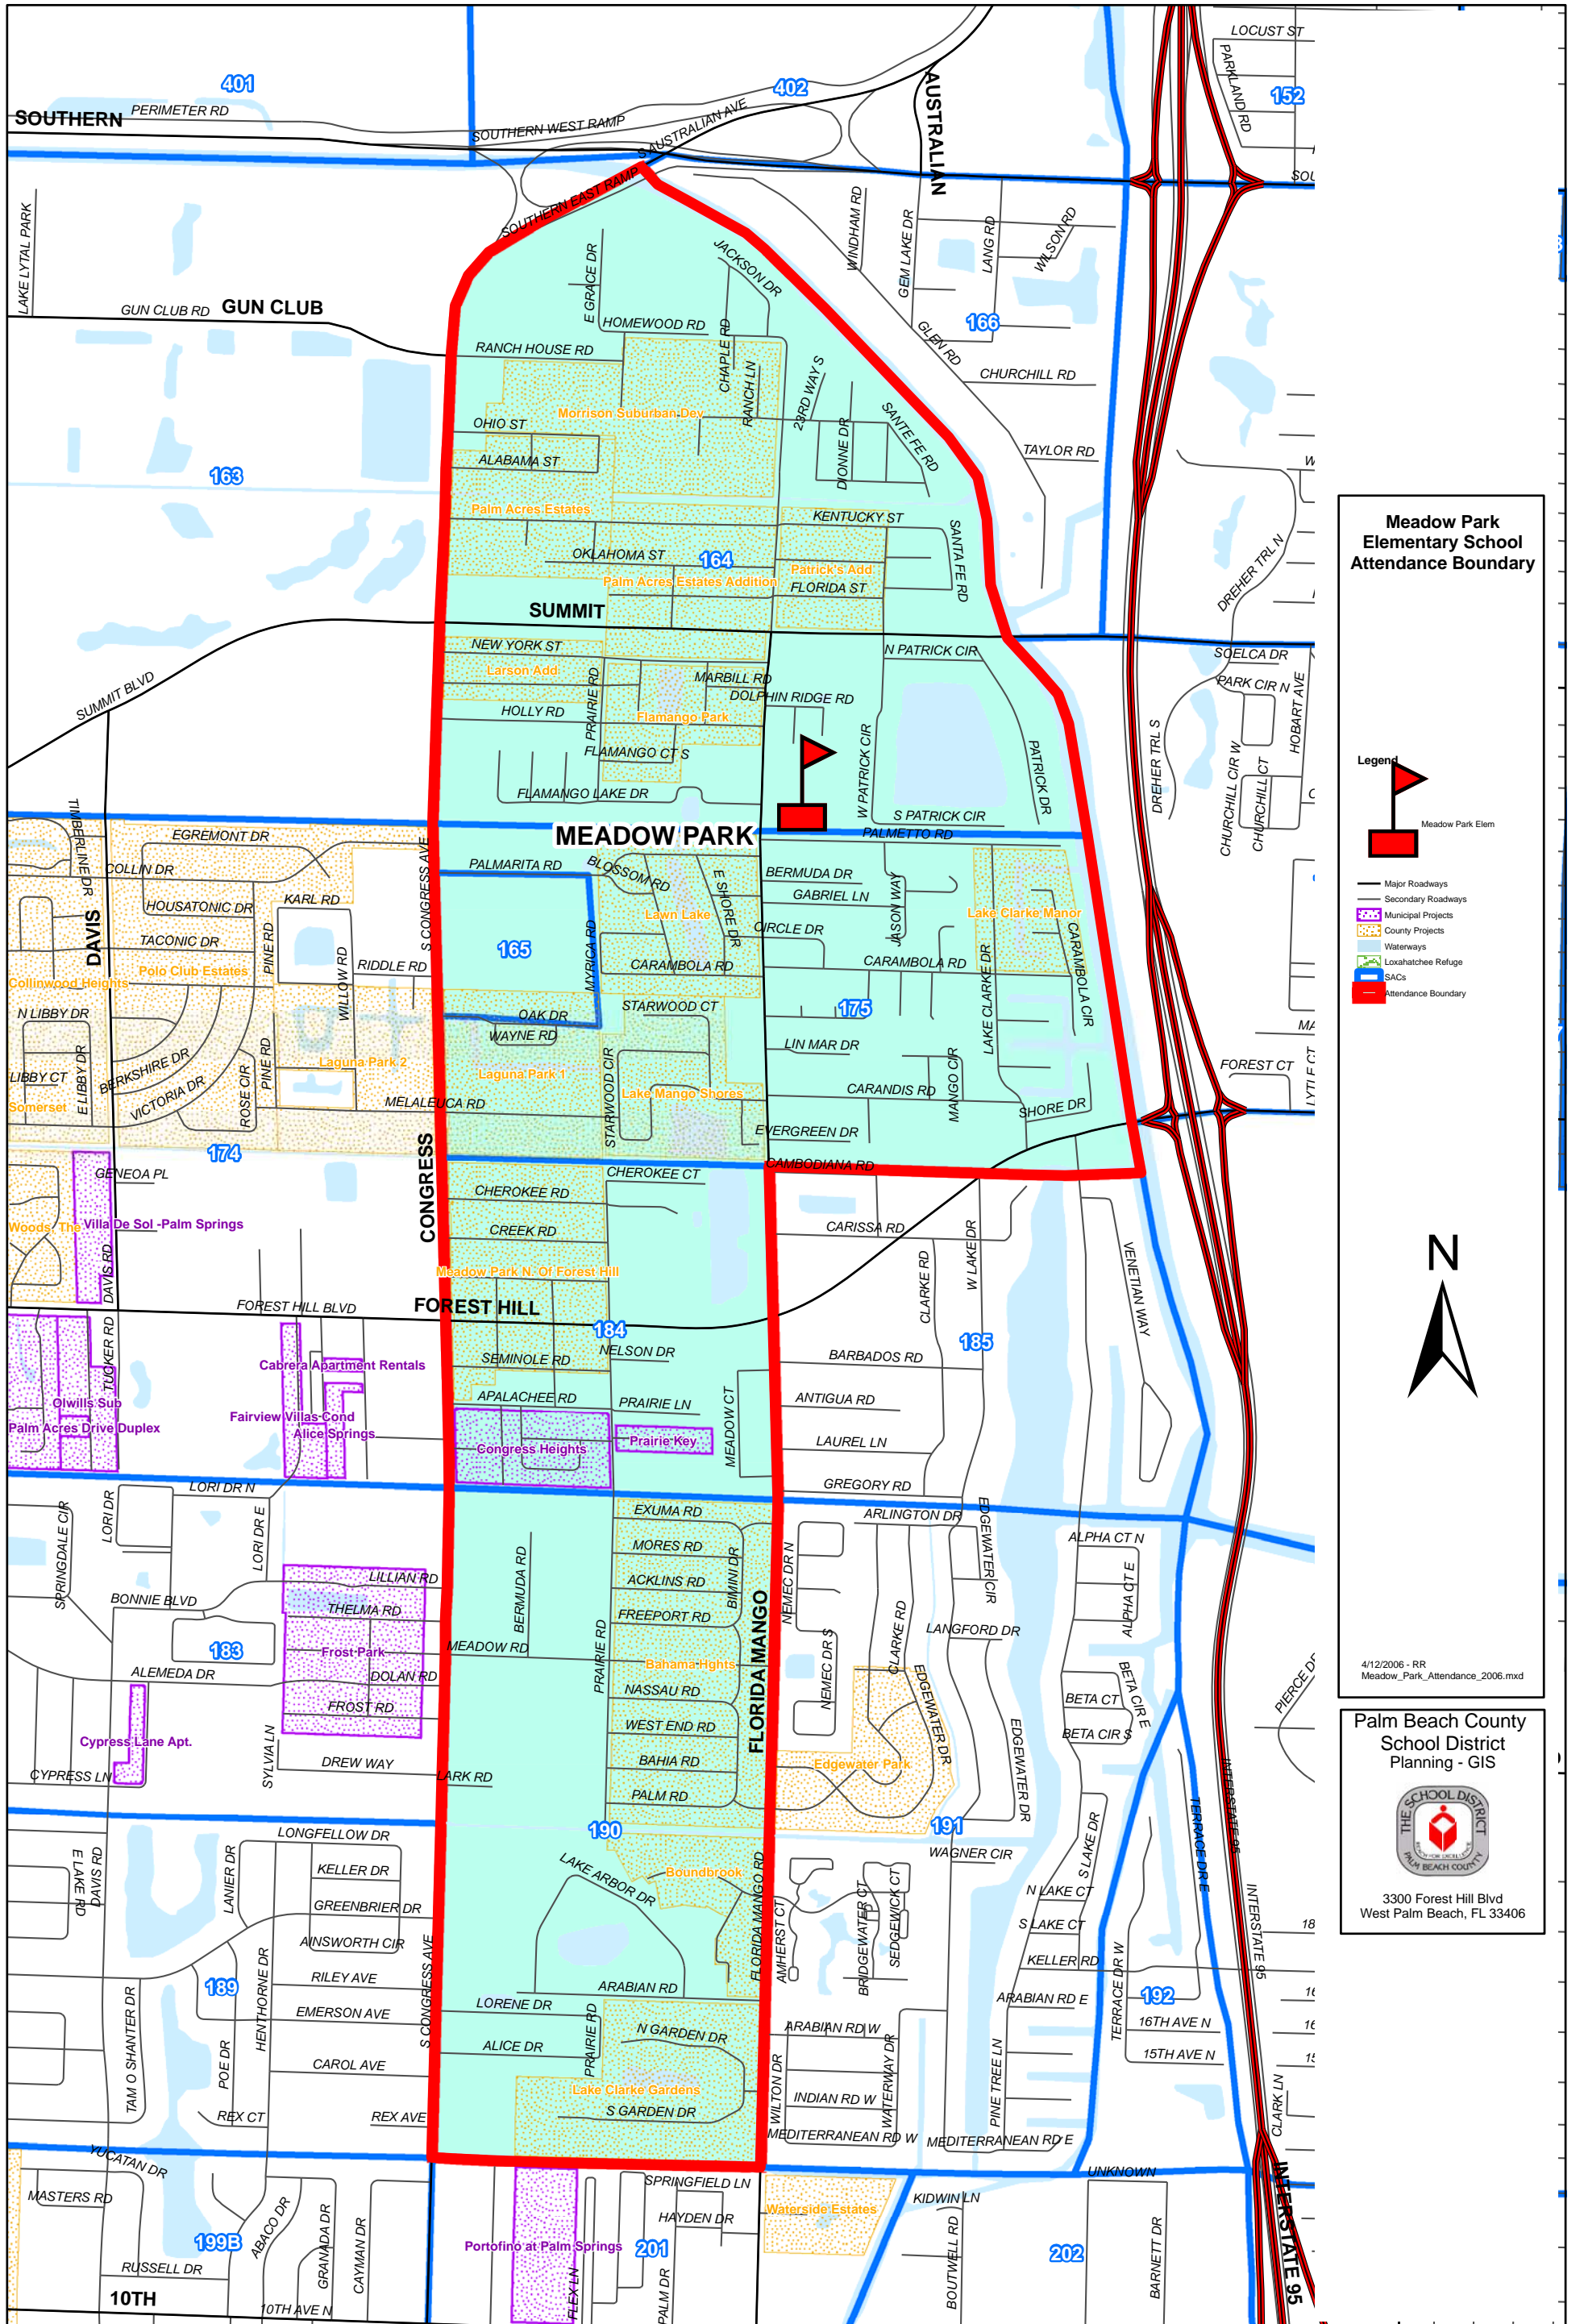 LOCUST ST
PARKLAND RD
401
402
152
PERIMETER RD
SOUTHERN
SOUTHERN WEST RAMP
S AUSTRALIAN AVE
AUSTRALIAN
SOU
SOUTHERN EAST RAMP
LAKE LYTAL PARK
E GRACE DR
JACKSON DR
WINDHAM RD
GEM LAKE DR
LANG RD
WILSON RD
GUN CLUB RD
GUN CLUB
HOMEWOOD RD
CHAPLE RD
166
GLEN RD
RANCH HOUSE RD
RANCH LN
23RD WAY S
CHURCHILL RD
Morrison Suburban Dev
OHIO ST
DIONNE DR
SANTE FE RD
TAYLOR RD
W
ALABAMA ST
163
Palm Acres Estates
KENTUCKY ST
SANTA FE RD
OKLAHOMA ST
164
Patrick's Add
Palm Acres Estates Addition
FLORIDA ST
DREHER TRL N
SUMMIT
NEW YORK ST
N PATRICK CIR
SOELCA DR
Larson Add
PRAIRIE RD
MARBILL RD
DOLPHIN RIDGE RD
PARK CIR N
HOBART AVE
SUMMIT BLVD
HOLLY RD
Flamango Park
FLAMANGO CT S
W PATRICK CIR
PATRICK DR
DREHER TRL S
CHURCHILL CIR W
CHURCHILL CT
FLAMANGO LAKE DR
S PATRICK CIR
TIMBERLINE DR
EGREMONT DR
MEADOW PARK
PALMETTO RD
S CONGRESS AVE
COLLIN DR
PALMARITA RD
BLOSSOM RD
E SHORE DR
BERMUDA DR
HOUSATONIC DR
KARL RD
GABRIEL LN
JASON WAY
DAVIS
Lawn Lake
Lake Clarke Manor
TACONIC DR
PINE RD
WILLOW RD
165
MYRICA RD
CIRCLE DR
CARAMBOLA CIR
Polo Club Estates
RIDDLE RD
CARAMBOLA RD
CARAMBOLA RD
LAKE CLARKE DR
Collinwood Heights
STARWOOD CT
175
N LIBBY DR
OAK DR
WAYNE RD
LIN MAR DR
LIBBY CT
E LIBBY DR
BERKSHIRE DR
ROSE CIR
PINE RD
Laguna Park 2
Laguna Park 1
STARWOOD CIR
Lake Mango Shores
CARANDIS RD
MANGO CIR
FOREST CT
LYTLE CT
Somerset
VICTORIA DR
MELALEUCA RD
SHORE DR
174
EVERGREEN DR
CAMBODIANA RD
GENEOA PL
CHEROKEE CT
CHEROKEE RD
CONGRESS
Woods, The
Villa De Sol -Palm Springs
CREEK RD
CARISSA RD
DAVIS RD
Meadow Park N. Of Forest Hill
CLARKE RD
W LAKE DR
VENETIAN WAY
FOREST HILL BLVD
FOREST HILL
184
185
TUCKER RD
Cabrera Apartment Rentals
SEMINOLE RD
NELSON DR
BARBADOS RD
Olwills Sub
APALACHEE RD
PRAIRIE LN
MEADOW CT
ANTIGUA RD
Palm Acres Drive Duplex
Fairview Villas Cond
Alice Springs
Congress Heights
Prairie Key
LAUREL LN
LORI DR N
GREGORY RD
SPRINGDALE CIR
LORI DR
LORI DR E
EXUMA RD
ARLINGTON DR
EDGEWATER CIR
ALPHA CT N
BERMUDA RD
MORES RD
BIMINI DR
NEMEC DR N
ALPHA CT E
LILLIAN RD
ACKLINS RD
BONNIE BLVD
THELMA RD
FREEPORT RD
CLARKE RD
LANGFORD DR
183
Frost Park
MEADOW RD
PRAIRIE RD
Bahama Hghts
FLORIDA MANGO
NEMEC DR S
ALEMEDA DR
DOLAN RD
NASSAU RD
EDGEWATER DR
BETA CT
BETA CIR E
PIERCE DR
FROST RD
WEST END RD
BETA CIR S
Cypress Lane Apt.
SYLVIA LN
DREW WAY
BAHIA RD
Edgewater Park
EDGEWATER DR
CYPRESS LN
LARK RD
PALM RD
INTERSTATE 95
TERRACE DR E
190
191
LONGFELLOW DR
E LAKE RD
DAVIS RD
LANIER DR
KELLER DR
LAKE ARBOR DR
Boundbrook
WAGNER CIR
S LAKE DR
GREENBRIER DR
FLORIDA MANGO RD
AMHERST CT
BRIDGEWATER CT
SEDGEWICK CT
N LAKE CT
S LAKE CT
INTERSTATE 95
18
HENTHORNE DR
AINSWORTH CIR
S CONGRESS AVE
KELLER RD
TERRACE DR W
TAM O SHANTER DR
189
RILEY AVE
ARABIAN RD
ARABIAN RD E
192
16
POE DR
EMERSON AVE
LORENE DR
PRAIRIE RD
N GARDEN DR
ARABIAN RD W
16TH AVE N
16
ALICE DR
WATERWAY DR
15TH AVE N
15
CAROL AVE
Lake Clarke Gardens
WILTON DR
INDIAN RD W
PINE TREE LN
CLARK LN
REX CT
REX AVE
S GARDEN DR
MEDITERRANEAN RD W
MEDITERRANEAN RD E
YUCATAN DR
SPRINGFIELD LN
UNKNOWN
MASTERS RD
ABACO DR
GRANADA DR
CAYMAN DR
HAYDEN DR
Waterside Estates
KIDWIN LN
199B
Portofino at Palm Springs
201
BOUTWELL RD
202
BARNETT DR
INTERSTATE 95
RUSSELL DR
FLEX LN
PALM DR
10TH
10TH AVE N
Meadow Park
Elementary School
Attendance Boundary
Legend
Meadow Park Elem
Major Roadways
Secondary Roadways
Municipal Projects
County Projects
Waterways
Loxahatchee Refuge
SACs
Attendance Boundary
N
4/12/2006 - RR
Meadow_Park_Attendance_2006.mxd
Palm Beach County
School District
Planning - GIS
THE SCHOOL DISTRICT
PALM BEACH COUNTY
3300 Forest Hill Blvd
West Palm Beach, FL 33406